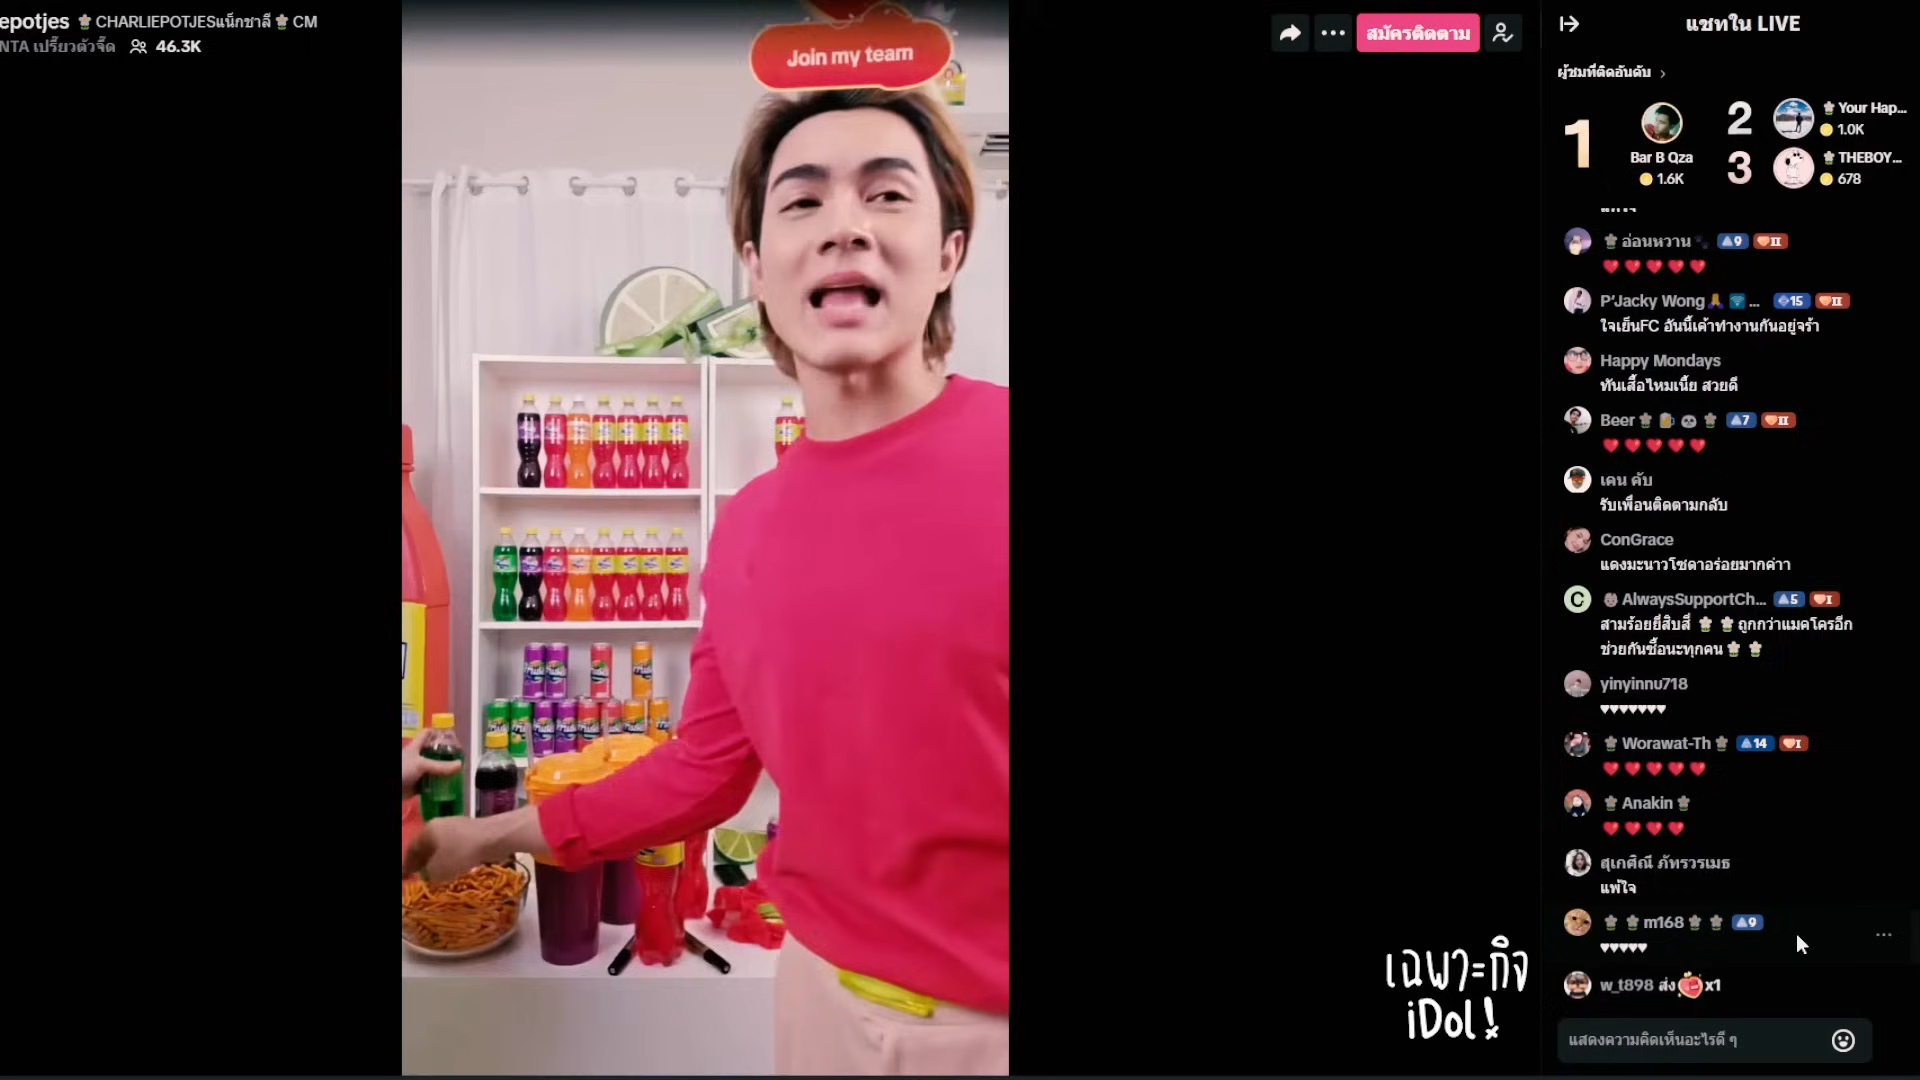 epotjes CHARLIEPOTJESแน็กชาลี CM
NTA เปรี้ยวตัวจี๊ด 46.3K
Join my team
สมัครติดตาม
แชทใน LIVE
ผู้ชมที่ติดอันดับ
1
Bar B Qza
1.6K
2
Your Hap...
1.0K
3
THEBOY...
678
อ่อนหวาน 9 II
P'Jacky Wong ... 15 II
ใจเย็นFC อันนี้เค้าทำงานกันอยู่จร้า
Happy Mondays
ทันเสื้อไหมเนี้ย สวยดี
Beer 7 II
เคน คับ
รับเพื่อนติดตามกลับ
ConGrace
แดงมะนาวโซดาอร่อยมากค่าา
C AlwaysSupportCh... 5 I
สามร้อยยี่สิบสี่ ถูกกว่าแมคโครอีก
ช่วยกันซื้อนะทุกคน
yinyinnu718
♥♥♥♥♥♥♥
Worawat-Th 14 I
Anakin
สุเกศิณี ภัทรวรเมธ
แพ้ใจ
m168 9
♥♥♥♥♥
w_t898 ส่ง x1
แสดงความคิดเห็นอะไรดี ๆ
เฉพาะกิจ
iDol!